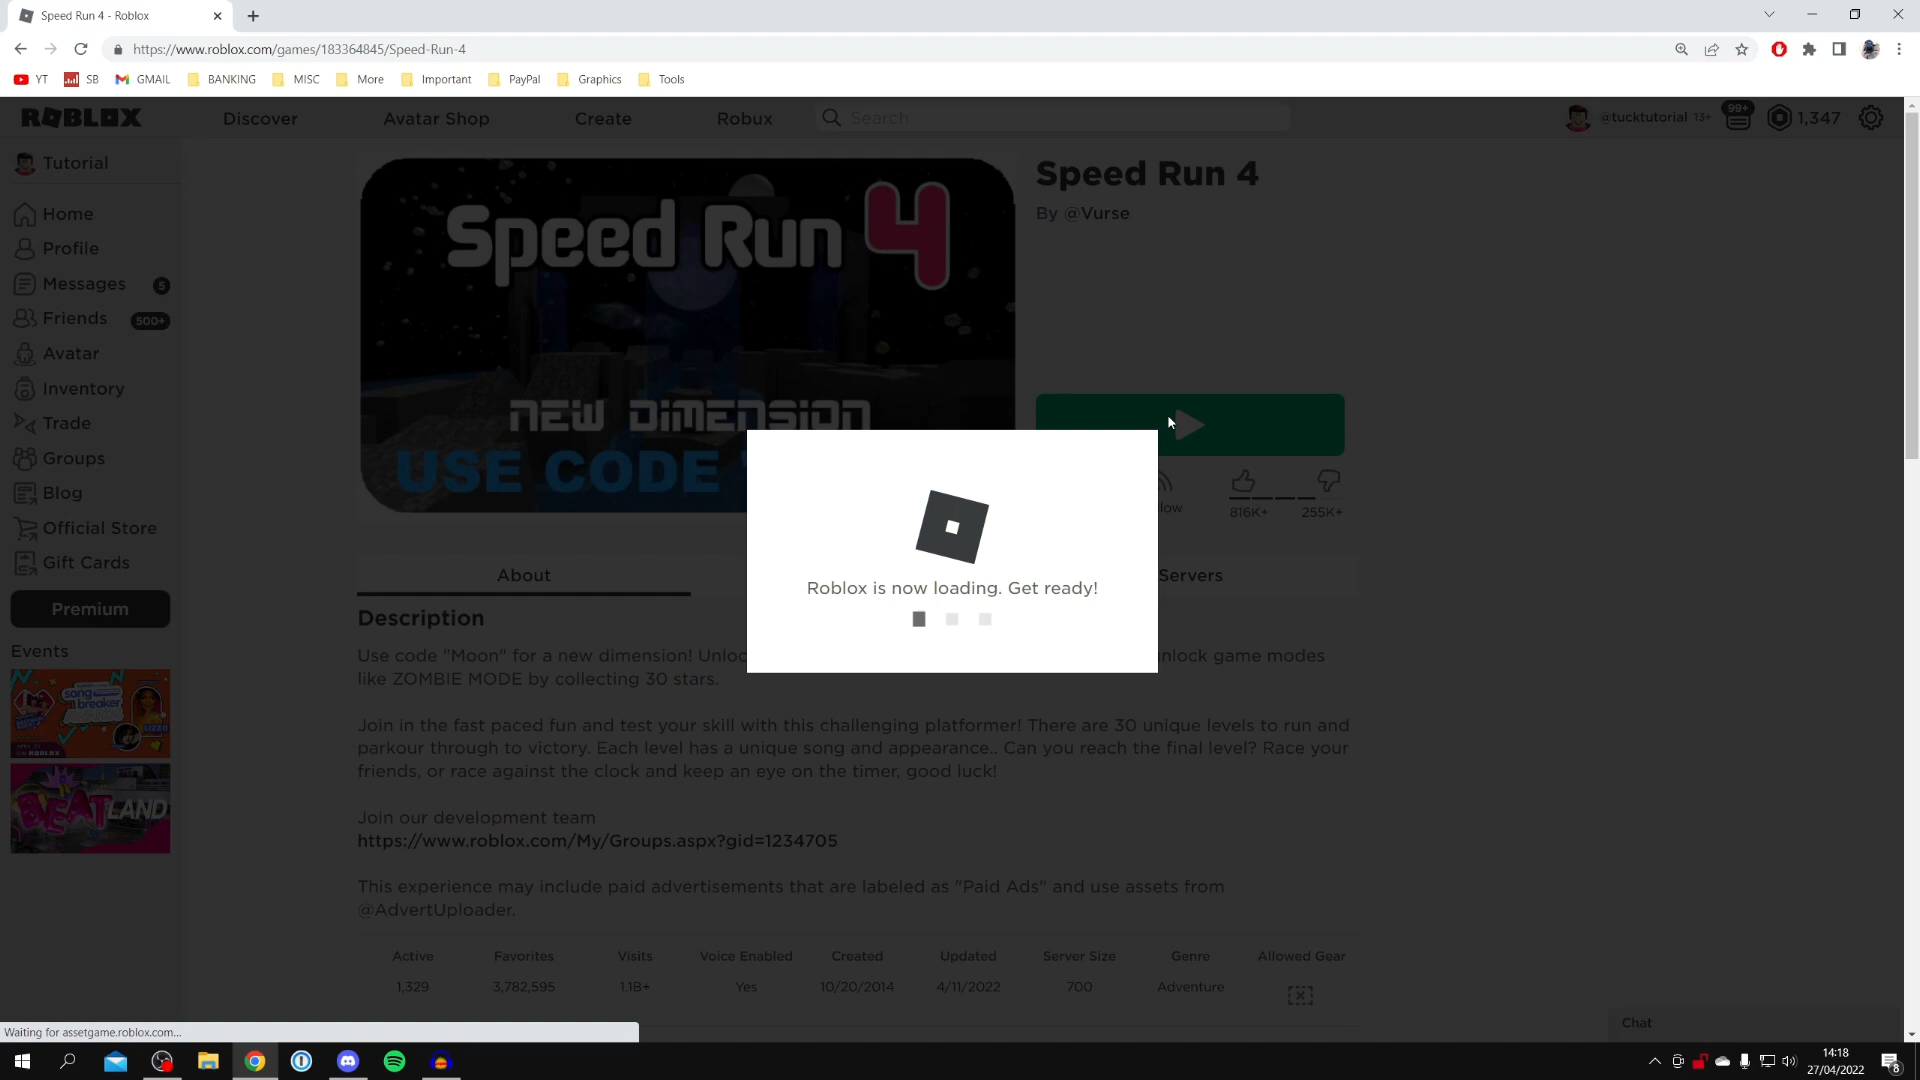 Speed Run 4 - Roblox
https://www.roblox.com/games/183364845/Speed-Run-4
YT SB GMAIL BANKING MISC More Important PayPal Graphics Tools
ROBLOX Discover Avatar Shop Create Robux Search @tucktutorial 13+ 99+ 1,347
Tutorial
Home
Profile
Messages 5
Friends 500+
Avatar
Inventory
Trade
Groups
Blog
Official Store
Gift Cards
Premium
Events
song breaker
LIZZO
ON ROBLOX
BEATLAND
Speed Run 4
NEW DIMENSION
USE CODE
Speed Run 4
By @Vurse
low 816K+ 255K+
Roblox is now loading. Get ready!
About Servers
Description
Use code "Moon" for a new dimension! nlock game modes
like ZOMBIE MODE by collecting 30 stars.
Join in the fast paced fun and test your skill with this challenging platformer! There are 30 unique levels to run and
parkour through to victory. Each level has a unique song and appearance.. Can you reach the final level? Race your
friends, or race against the clock and keep an eye on the timer, good luck!
Join our development team
https://www.roblox.com/My/Groups.aspx?gid=1234705
This experience may include paid advertisements that are labeled as "Paid Ads" and use assets from
@AdvertUploader.
Active Favorites Visits Voice Enabled Created Updated Server Size Genre Allowed Gear
1,329 3,782,595 1.1B+ Yes 10/20/2014 4/11/2022 700 Adventure
Chat
Waiting for assetgame.roblox.com...
14:18
27/04/2022
8